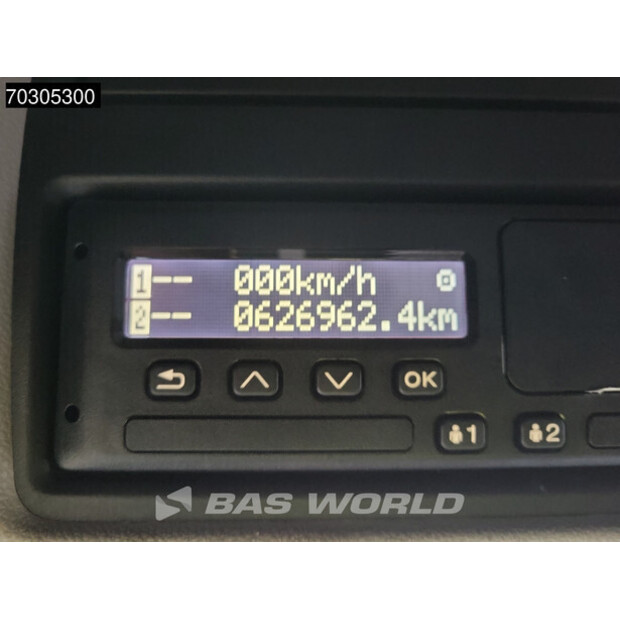 70305300
1-- 000km/h
2-- 0626962.4km
OK
1 2
BAS WORLD